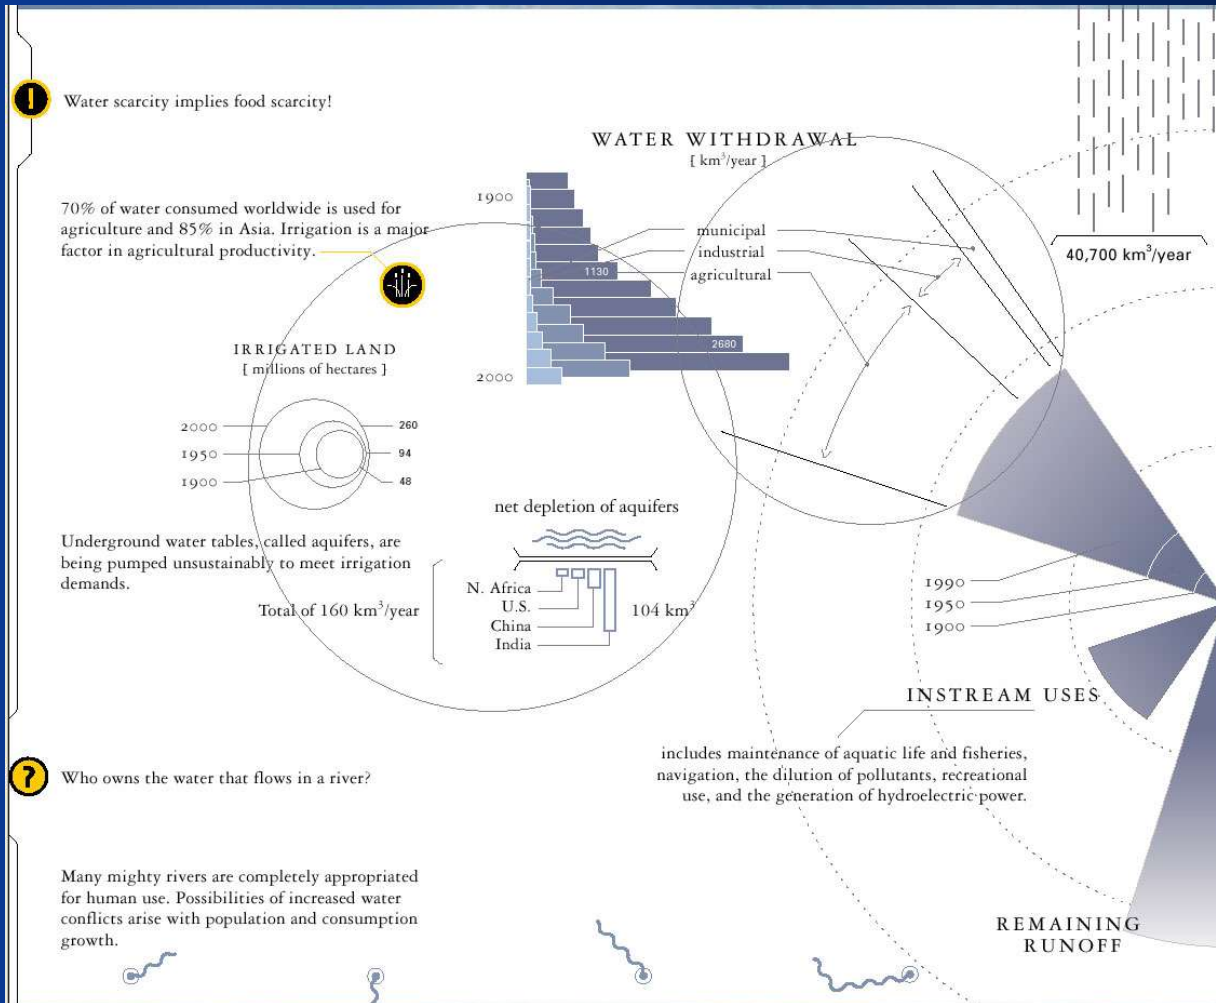 !
Water scarcity implies food scarcity!
WATER WITHDRAWAL
[ km³/year ]
1900
70% of water consumed worldwide is used for
agriculture and 85% in Asia. Irrigation is a major
factor in agricultural productivity.
municipal
industrial
agricultural
40,700 km³/year
1130
2680
2000
IRRIGATED LAND
[ millions of hectares ]
2000
260
1950
94
1900
48
net depletion of aquifers
Underground water tables, called aquifers, are
being pumped unsustainably to meet irrigation
demands.
Total of 160 km³/year
N. Africa
U.S.
China
India
104 km³
1990
1950
1900
INSTREAM USES
includes maintenance of aquatic life and fisheries,
navigation, the dilution of pollutants, recreational
use, and the generation of hydroelectric power.
?
Who owns the water that flows in a river?
Many mighty rivers are completely appropriated
for human use. Possibilities of increased water
conflicts arise with population and consumption
growth.
REMAINING
RUNOFF